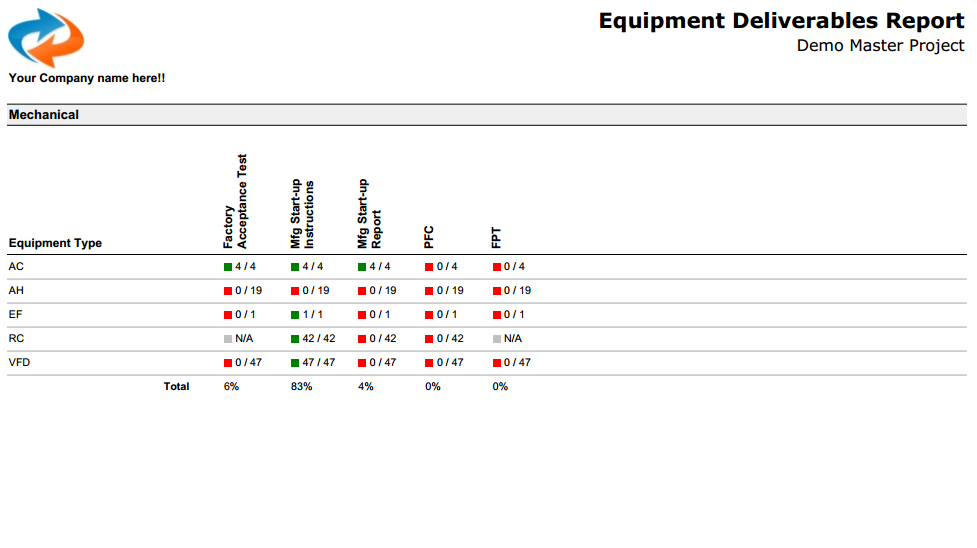 Equipment Deliverables Report
Demo Master Project
Your Company name here!!
Mechanical
Equipment Type
Factory
Acceptance Test
Mfg Start-up
Instructions
Mfg Start-up
Report
PFC
FPT
AC 4 / 4 4 / 4 4 / 4 0 / 4 0 / 4
AH 0 / 19 0 / 19 0 / 19 0 / 19 0 / 19
EF 0 / 1 1 / 1 0 / 1 0 / 1 0 / 1
RC N/A 42 / 42 0 / 42 0 / 42 N/A
VFD 0 / 47 47 / 47 0 / 47 0 / 47 0 / 47
Total 6% 83% 4% 0% 0%